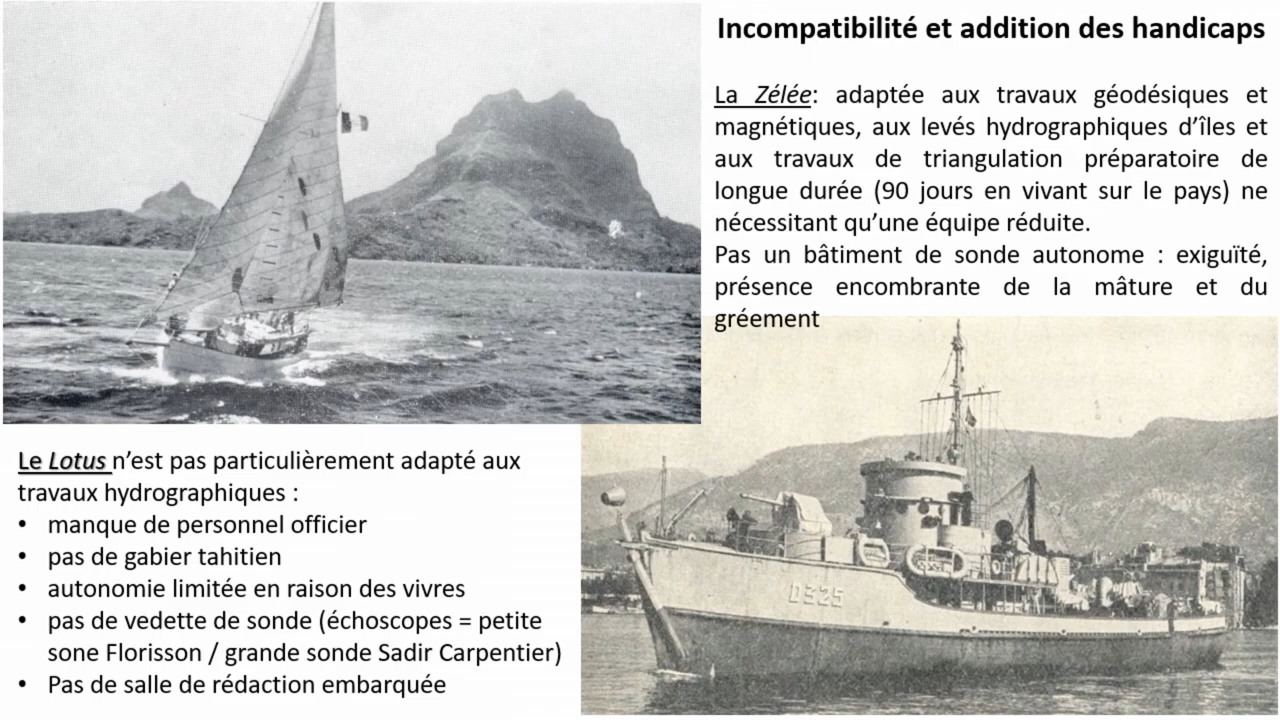 Incompatibilité et addition des handicaps
La Zélée: adaptée aux travaux géodésiques et
magnétiques, aux levés hydrographiques d’îles et
aux travaux de triangulation préparatoire de
longue durée (90 jours en vivant sur le pays) ne
nécessitant qu’une équipe réduite.
Pas un bâtiment de sonde autonome : exiguïté,
présence encombrante de la mâture et du
gréement
Le Lotus n’est pas particulièrement adapté aux
travaux hydrographiques :
• manque de personnel officier
• pas de gabier tahitien
• autonomie limitée en raison des vivres
• pas de vedette de sonde (échoscopes = petite
sone Florisson / grande sonde Sadir Carpentier)
• Pas de salle de rédaction embarquée
D325